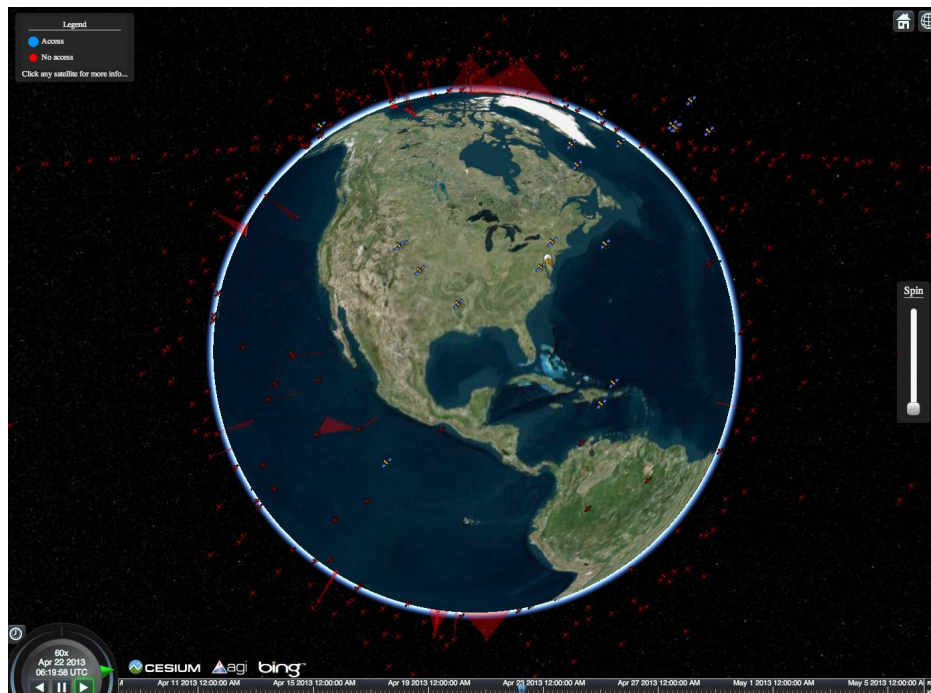 Legend
Access
No access
Click any satellite for more info...
Spin
60x
Apr 22 2013
06:19:58 UTC
CESIUM agi bing
Apr 11 2013 12:00:00 AM Apr 15 2013 12:00:00 AM Apr 19 2013 12:00:00 AM Apr 23 2013 12:00:00 AM Apr 27 2013 12:00:00 AM May 1 2013 12:00:00 AM May 5 2013 12:00:00 A